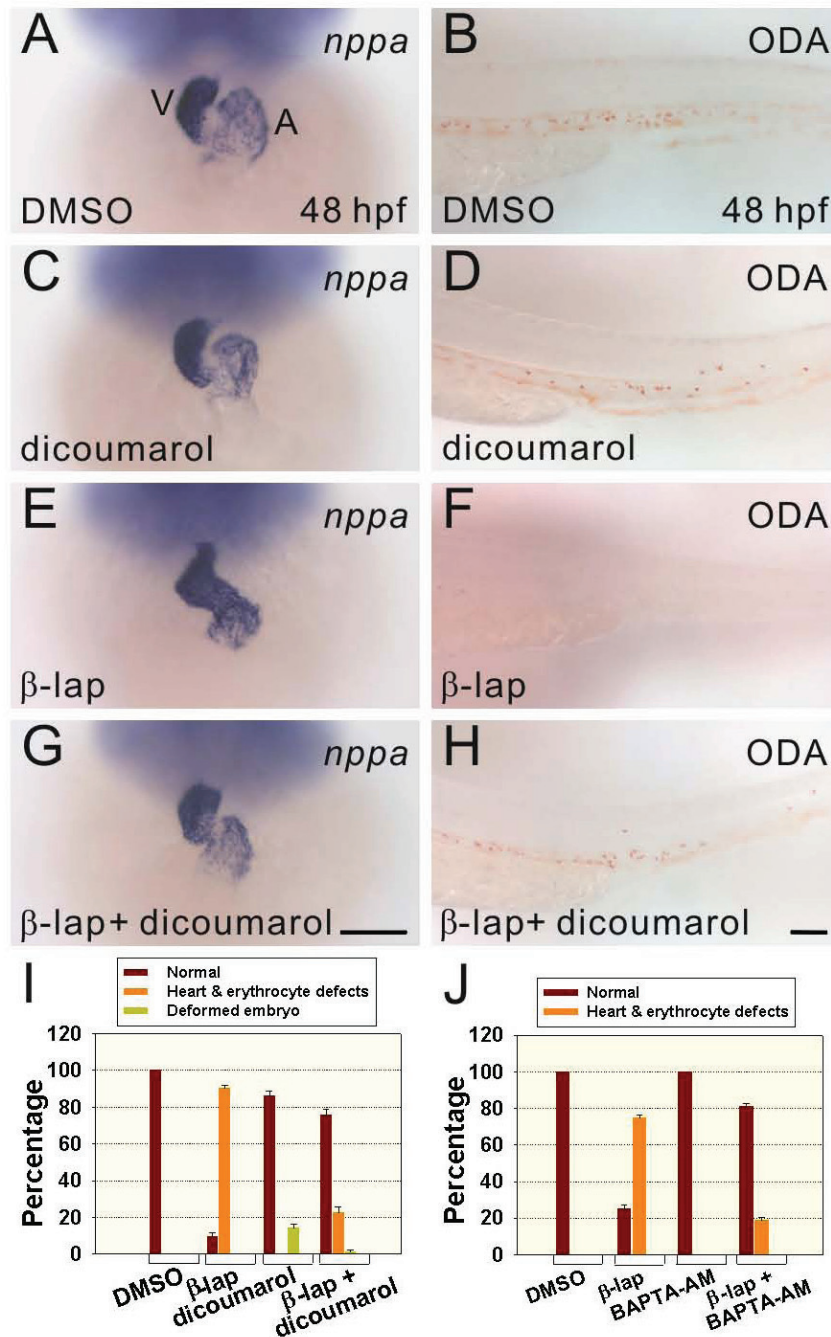 A nppa
V A
DMSO 48 hpf
B ODA
DMSO 48 hpf
C nppa
dicoumarol
D ODA
dicoumarol
E nppa
β-lap
F ODA
β-lap
G nppa
β-lap+ dicoumarol
H ODA
β-lap+ dicoumarol
I
Normal
Heart & erythrocyte defects
Deformed embryo
Percentage
120
100
80
60
40
20
0
DMSO
β-lap
dicoumarol
β-lap +
dicoumarol
J
Normal
Heart & erythrocyte defects
Percentage
120
100
80
60
40
20
0
DMSO
β-lap
BAPTA-AM
β-lap +
BAPTA-AM